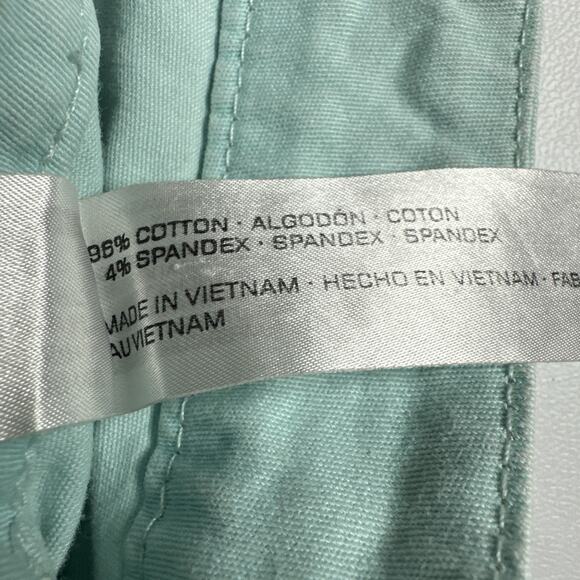 96% COTTON · ALGODÓN · COTON
4% SPANDEX · SPANDEX · SPANDEX
MADE IN VIETNAM · HECHO EN VIETNAM · FAB
AU VIETNAM